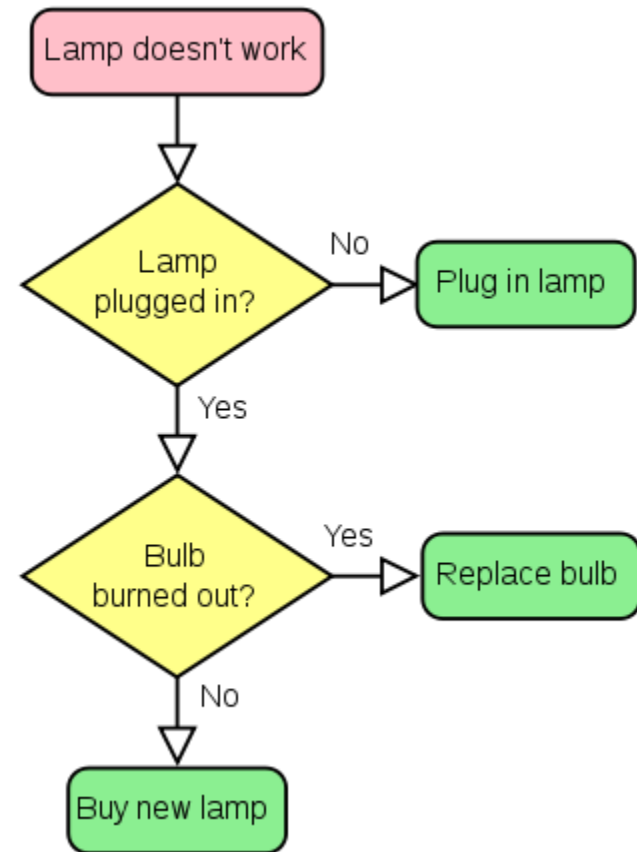 Lamp doesn't work
Lamp
plugged in?
No
Plug in lamp
Yes
Bulb
burned out?
Yes
Replace bulb
No
Buy new lamp